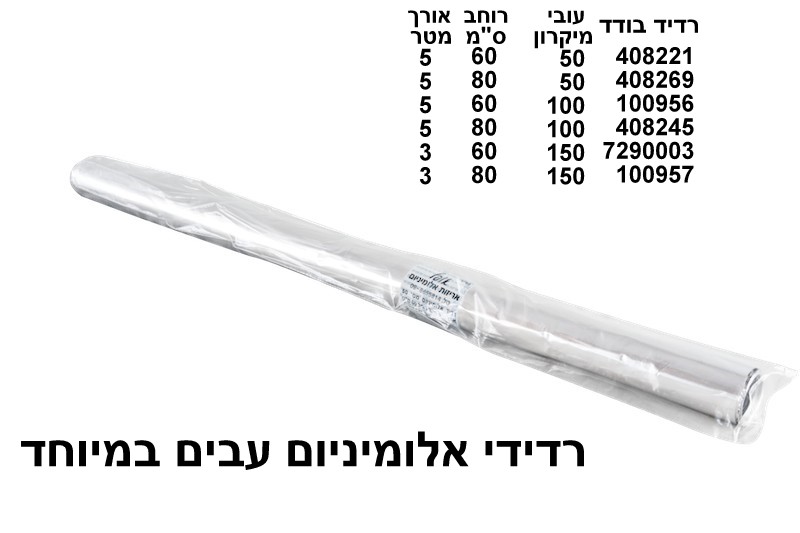 רדיד בודד עובי מיקרון רוחב ס"מ אורך מטר
408221 50 60 5
408269 50 80 5
100956 100 60 5
408245 100 80 5
7290003 150 60 3
100957 150 80 3
אריזות אלומיניום
רדידי אלומיניום עבים במיוחד